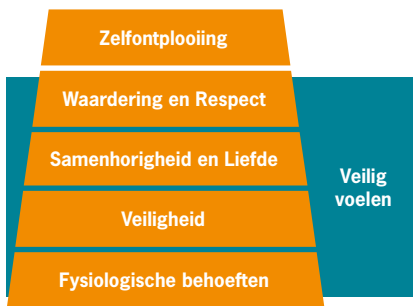 Zelfontplooiing
Waardering en Respect
Samenhorigheid en Liefde
Veiligheid
Fysiologische behoeften
Veilig
voelen